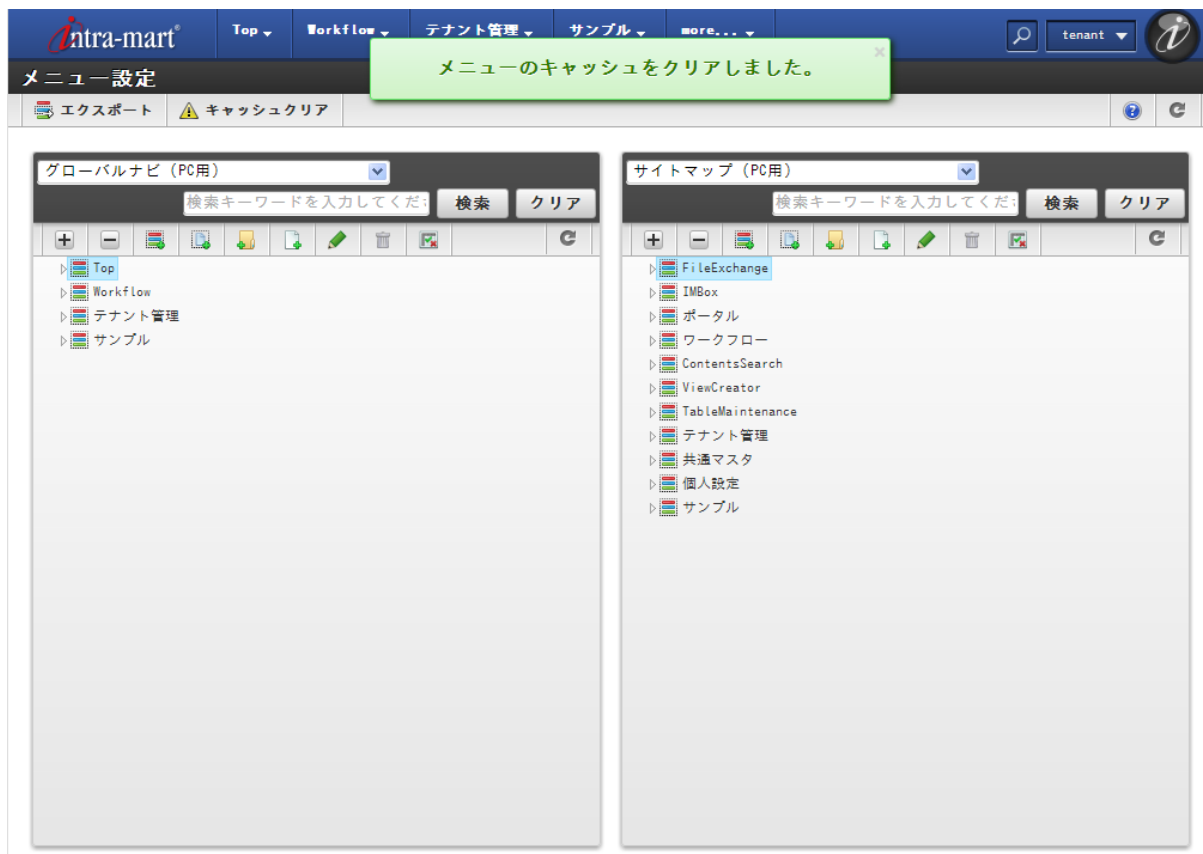 intra-mart® Top Workflow テナント管理 サンプル more... tenant
メニューのキャッシュをクリアしました。 ×
メニュー設定
エクスポート キャッシュクリア
グローバルナビ（PC用）
検索キーワードを入力してくだ 検索 クリア
Top
Workflow
テナント管理
サンプル
サイトマップ（PC用）
検索キーワードを入力してくだ 検索 クリア
FileExchange
IMBox
ポータル
ワークフロー
ContentsSearch
ViewCreator
TableMaintenance
テナント管理
共通マスタ
個人設定
サンプル